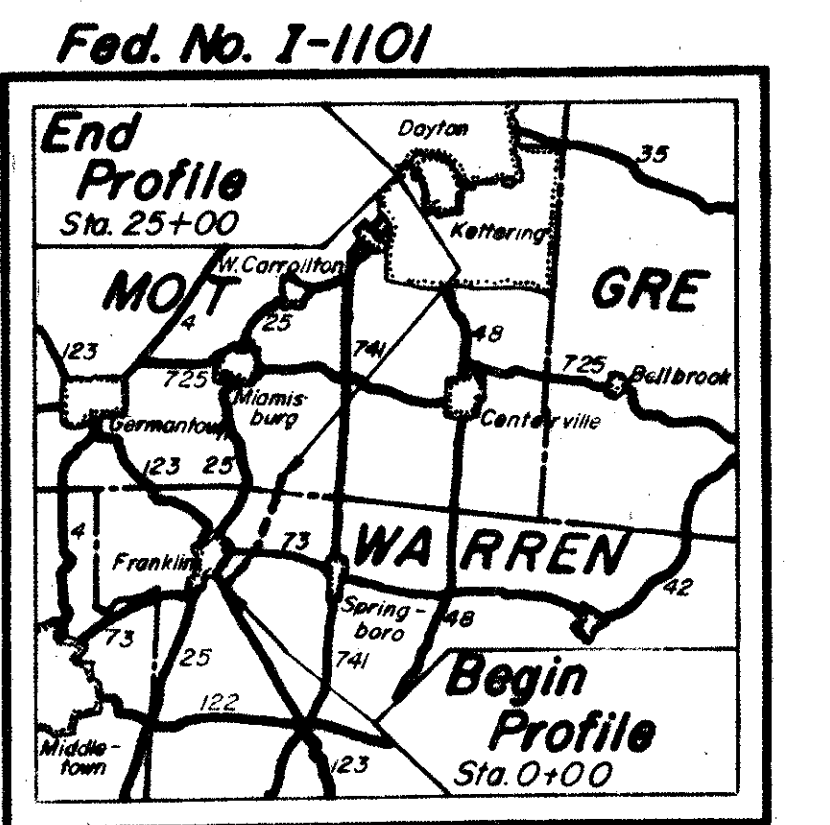 Fed. No. I-1101
End
Profile
Sta. 25+00
Dayton
35
Kettering
W. Carrollton
MOT
GRE
4
25
123
741
48
725
725
Bellbrook
Miamis-
burg
Germantown
Centerville
123
25
4
73
WARREN
Franklin
42
Spring-
boro
48
73
25
741
122
Begin
Profile
Sta. 0+00
Middle-
town
123